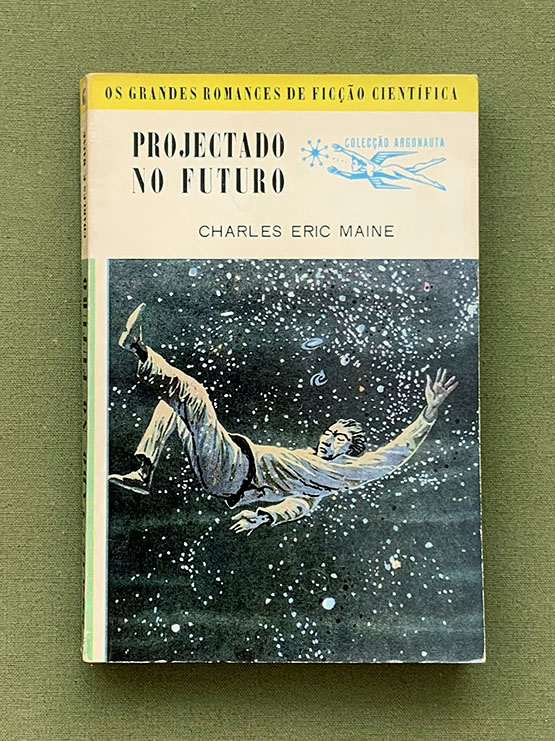 OS GRANDES ROMANCES DE FICÇÃO CIENTÍFICA
PROJECTADO
NO FUTURO
COLECÇÃO ARGONAUTA
CHARLES ERIC MAINE